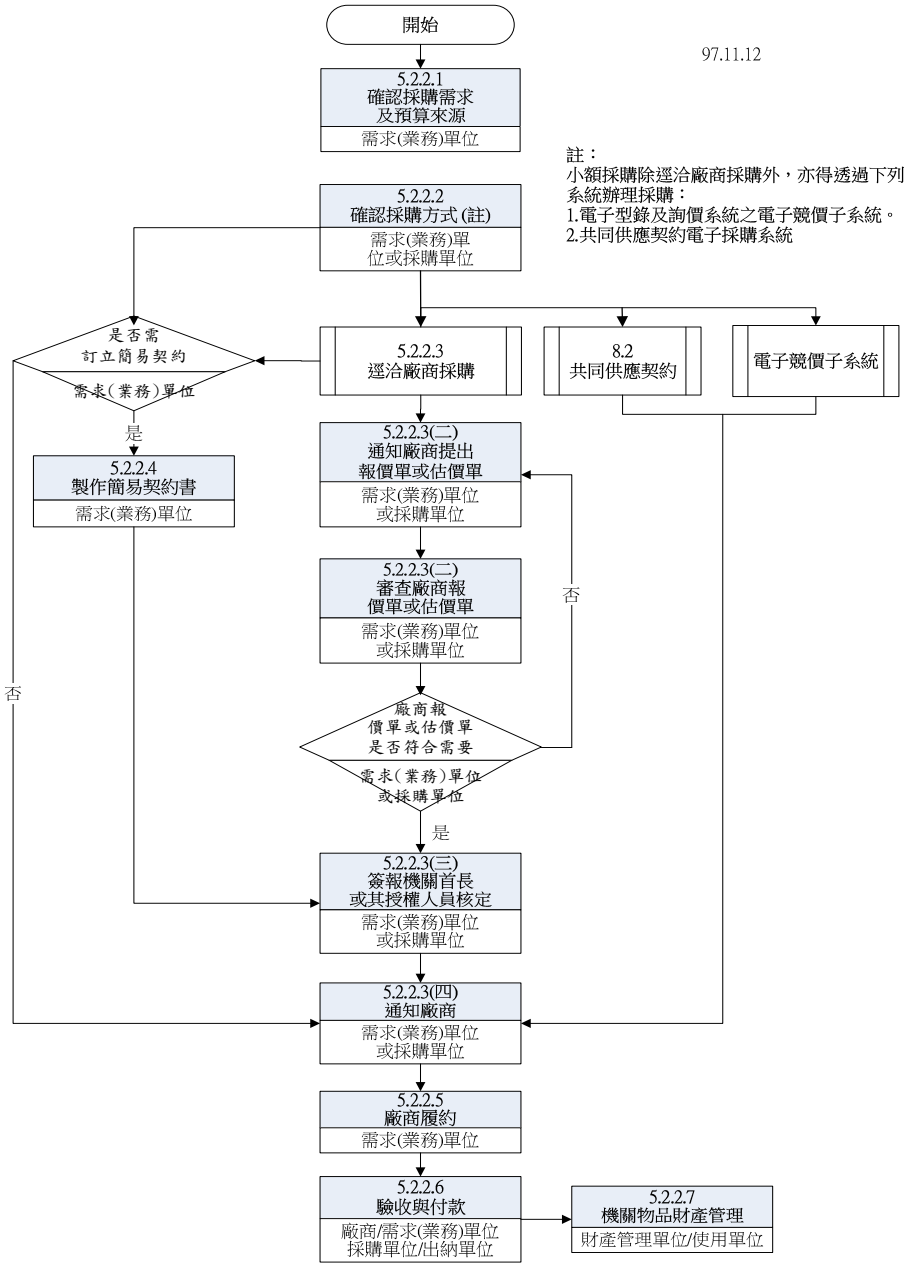 開始
97.11.12
5.2.2.1
確認採購需求
及預算來源
需求(業務)單位
註：
小額採購除逕洽廠商採購外，亦得透過下列
系統辦理採購：
1.電子型錄及詢價系統之電子競價子系統。
2.共同供應契約電子採購系統
5.2.2.2
確認採購方式(註)
需求(業務)單
位或採購單位
是否需
訂立簡易契約
需求(業務)單位
5.2.2.3
逕洽廠商採購
8.2
共同供應契約
電子競價子系統
是
5.2.2.4
製作簡易契約書
需求(業務)單位
5.2.2.3(二)
通知廠商提出
報價單或估價單
需求(業務)單位
或採購單位
5.2.2.3(二)
審查廠商報
價單或估價單
需求(業務)單位
或採購單位
否
否
廠商報
價單或估價單
是否符合需要
需求(業務)單位
或採購單位
是
5.2.2.3(三)
簽報機關首長
或其授權人員核定
需求(業務)單位
或採購單位
5.2.2.3(四)
通知廠商
需求(業務)單位
或採購單位
5.2.2.5
廠商履約
需求(業務)單位
5.2.2.6
驗收與付款
廠商/需求(業務)單位
採購單位/出納單位
5.2.2.7
機關物品財產管理
財產管理單位/使用單位